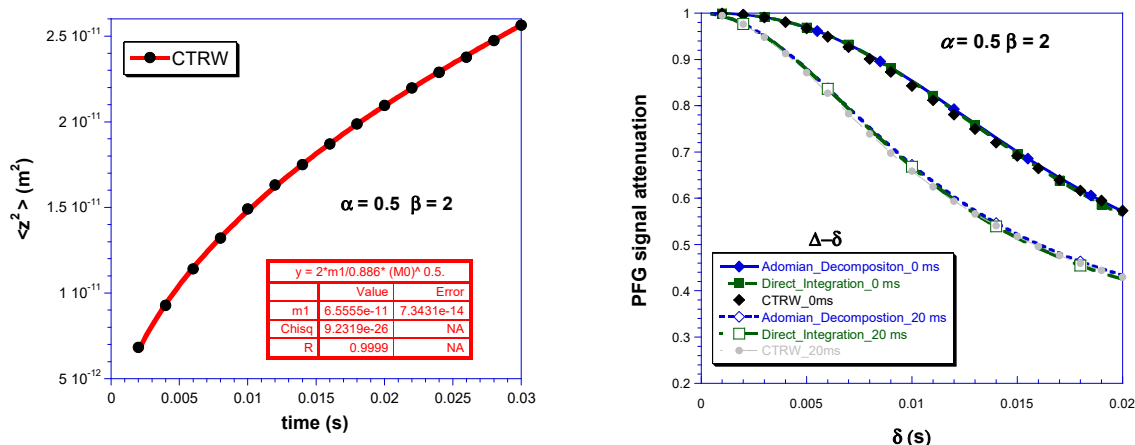 <z² > (m²)
2.5 10⁻¹¹
2 10⁻¹¹
1.5 10⁻¹¹
1 10⁻¹¹
5 10⁻¹²
CTRW
α = 0.5 β = 2
y = 2*m1/0.886* (M0)^ 0.5.
Value Error
m1 6.5555e-11 7.3431e-14
Chisq 9.2319e-26 NA
R 0.9999 NA
0 0.005 0.01 0.015 0.02 0.025 0.03
time (s)
PFG signal attenuation
1
0.9
0.8
0.7
0.6
0.5
0.4
0.3
0.2
α = 0.5 β = 2
Δ–δ
Adomian_Decompositon_0 ms
Direct_Integration_0 ms
CTRW_0ms
Adomian_Decompostion_20 ms
Direct_Integration_20 ms
CTRW_20ms
0 0.005 0.01 0.015 0.02
δ (s)